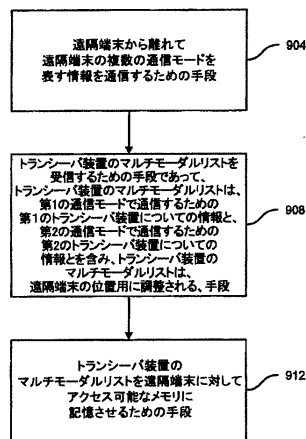 遠隔端末から離れて
遠隔端末の複数の通信モードを
表す情報を通信するための手段
904
トランシーバ装置のマルチモーダルリストを
受信するための手段であって、
トランシーバ装置のマルチモーダルリストは、
第1の通信モードで通信するための
第1のトランシーバ装置についての情報と、
第2の通信モードで通信するための
第2のトランシーバ装置についての
情報とを含み、トランシーバ装置の
マルチモーダルリストは、
遠隔端末の位置用に調整される、手段
908
トランシーバ装置の
マルチモーダルリストを遠隔端末に対して
アクセス可能なメモリに
記憶させるための手段
912